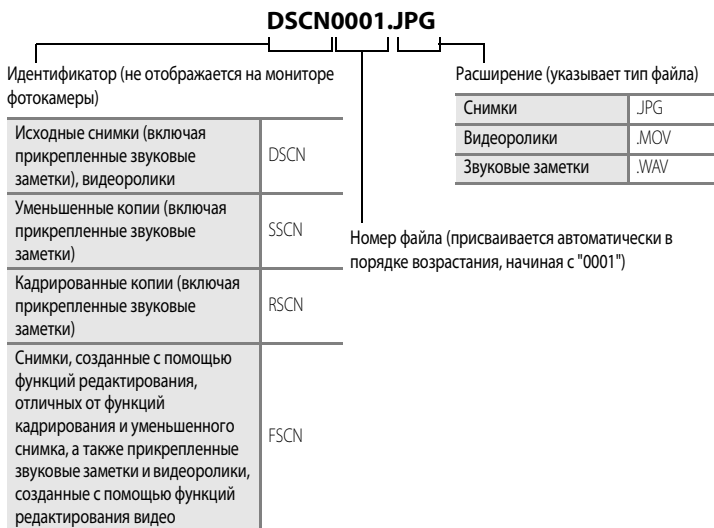 DSCN0001.JPG
Идентификатор (не отображается на мониторе
фотокамеры)
Исходные снимки (включая
прикрепленные звуковые
заметки), видеоролики
DSCN
Уменьшенные копии (включая
прикрепленные звуковые
заметки)
SSCN
Кадрированные копии (включая
прикрепленные звуковые
заметки)
RSCN
Снимки, созданные с помощью
функций редактирования,
отличных от функций
кадрирования и уменьшенного
снимка, а также прикрепленные
звуковые заметки и видеоролики,
созданные с помощью функций
редактирования видео
FSCN
Номер файла (присваивается автоматически в
порядке возрастания, начиная с "0001")
Расширение (указывает тип файла)
Снимки .JPG
Видеоролики .MOV
Звуковые заметки .WAV